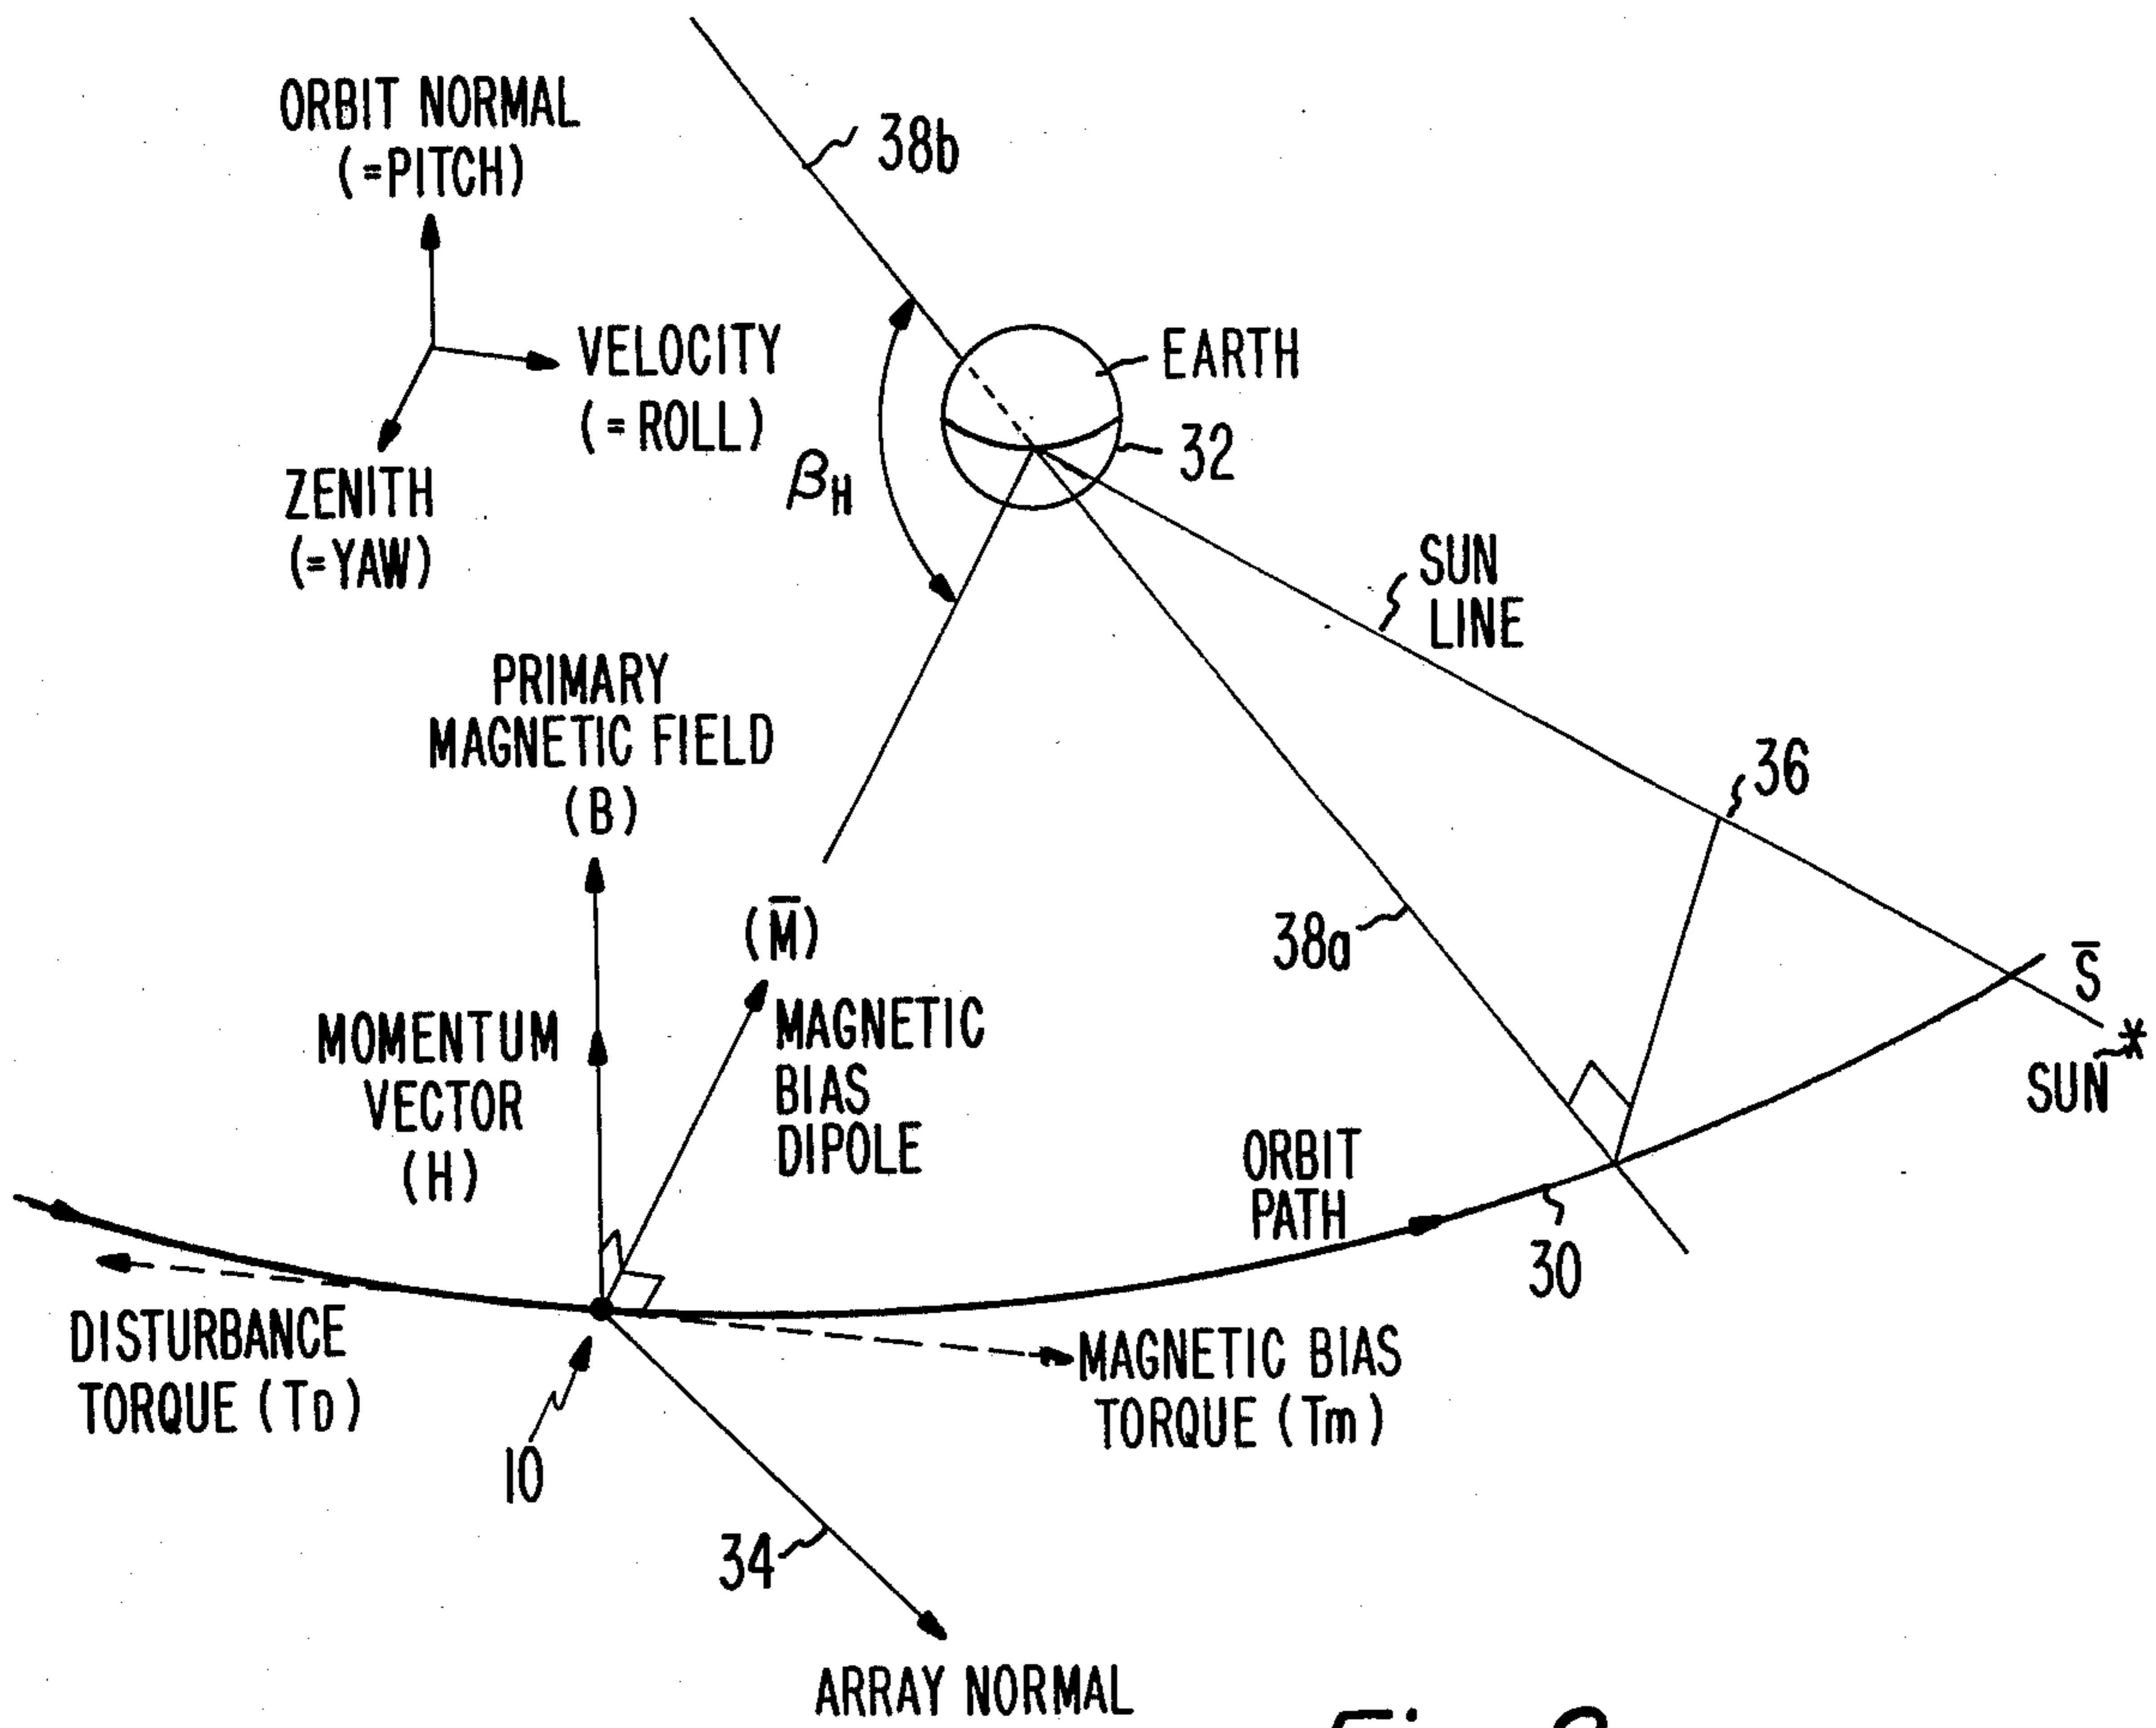 ORBIT NORMAL
(=PITCH)
VELOCITY
(=ROLL)
ZENITH
(=YAW)
38b
EARTH
32
βH
SUN
LINE
36
PRIMARY
MAGNETIC FIELD
(B)
(M̅)
MAGNETIC
BIAS
DIPOLE
38a
S̅
SUN*
MOMENTUM
VECTOR
(H)
ORBIT
PATH
30
DISTURBANCE
TORQUE (TD)
MAGNETIC BIAS
TORQUE (Tm)
10
34
ARRAY NORMAL